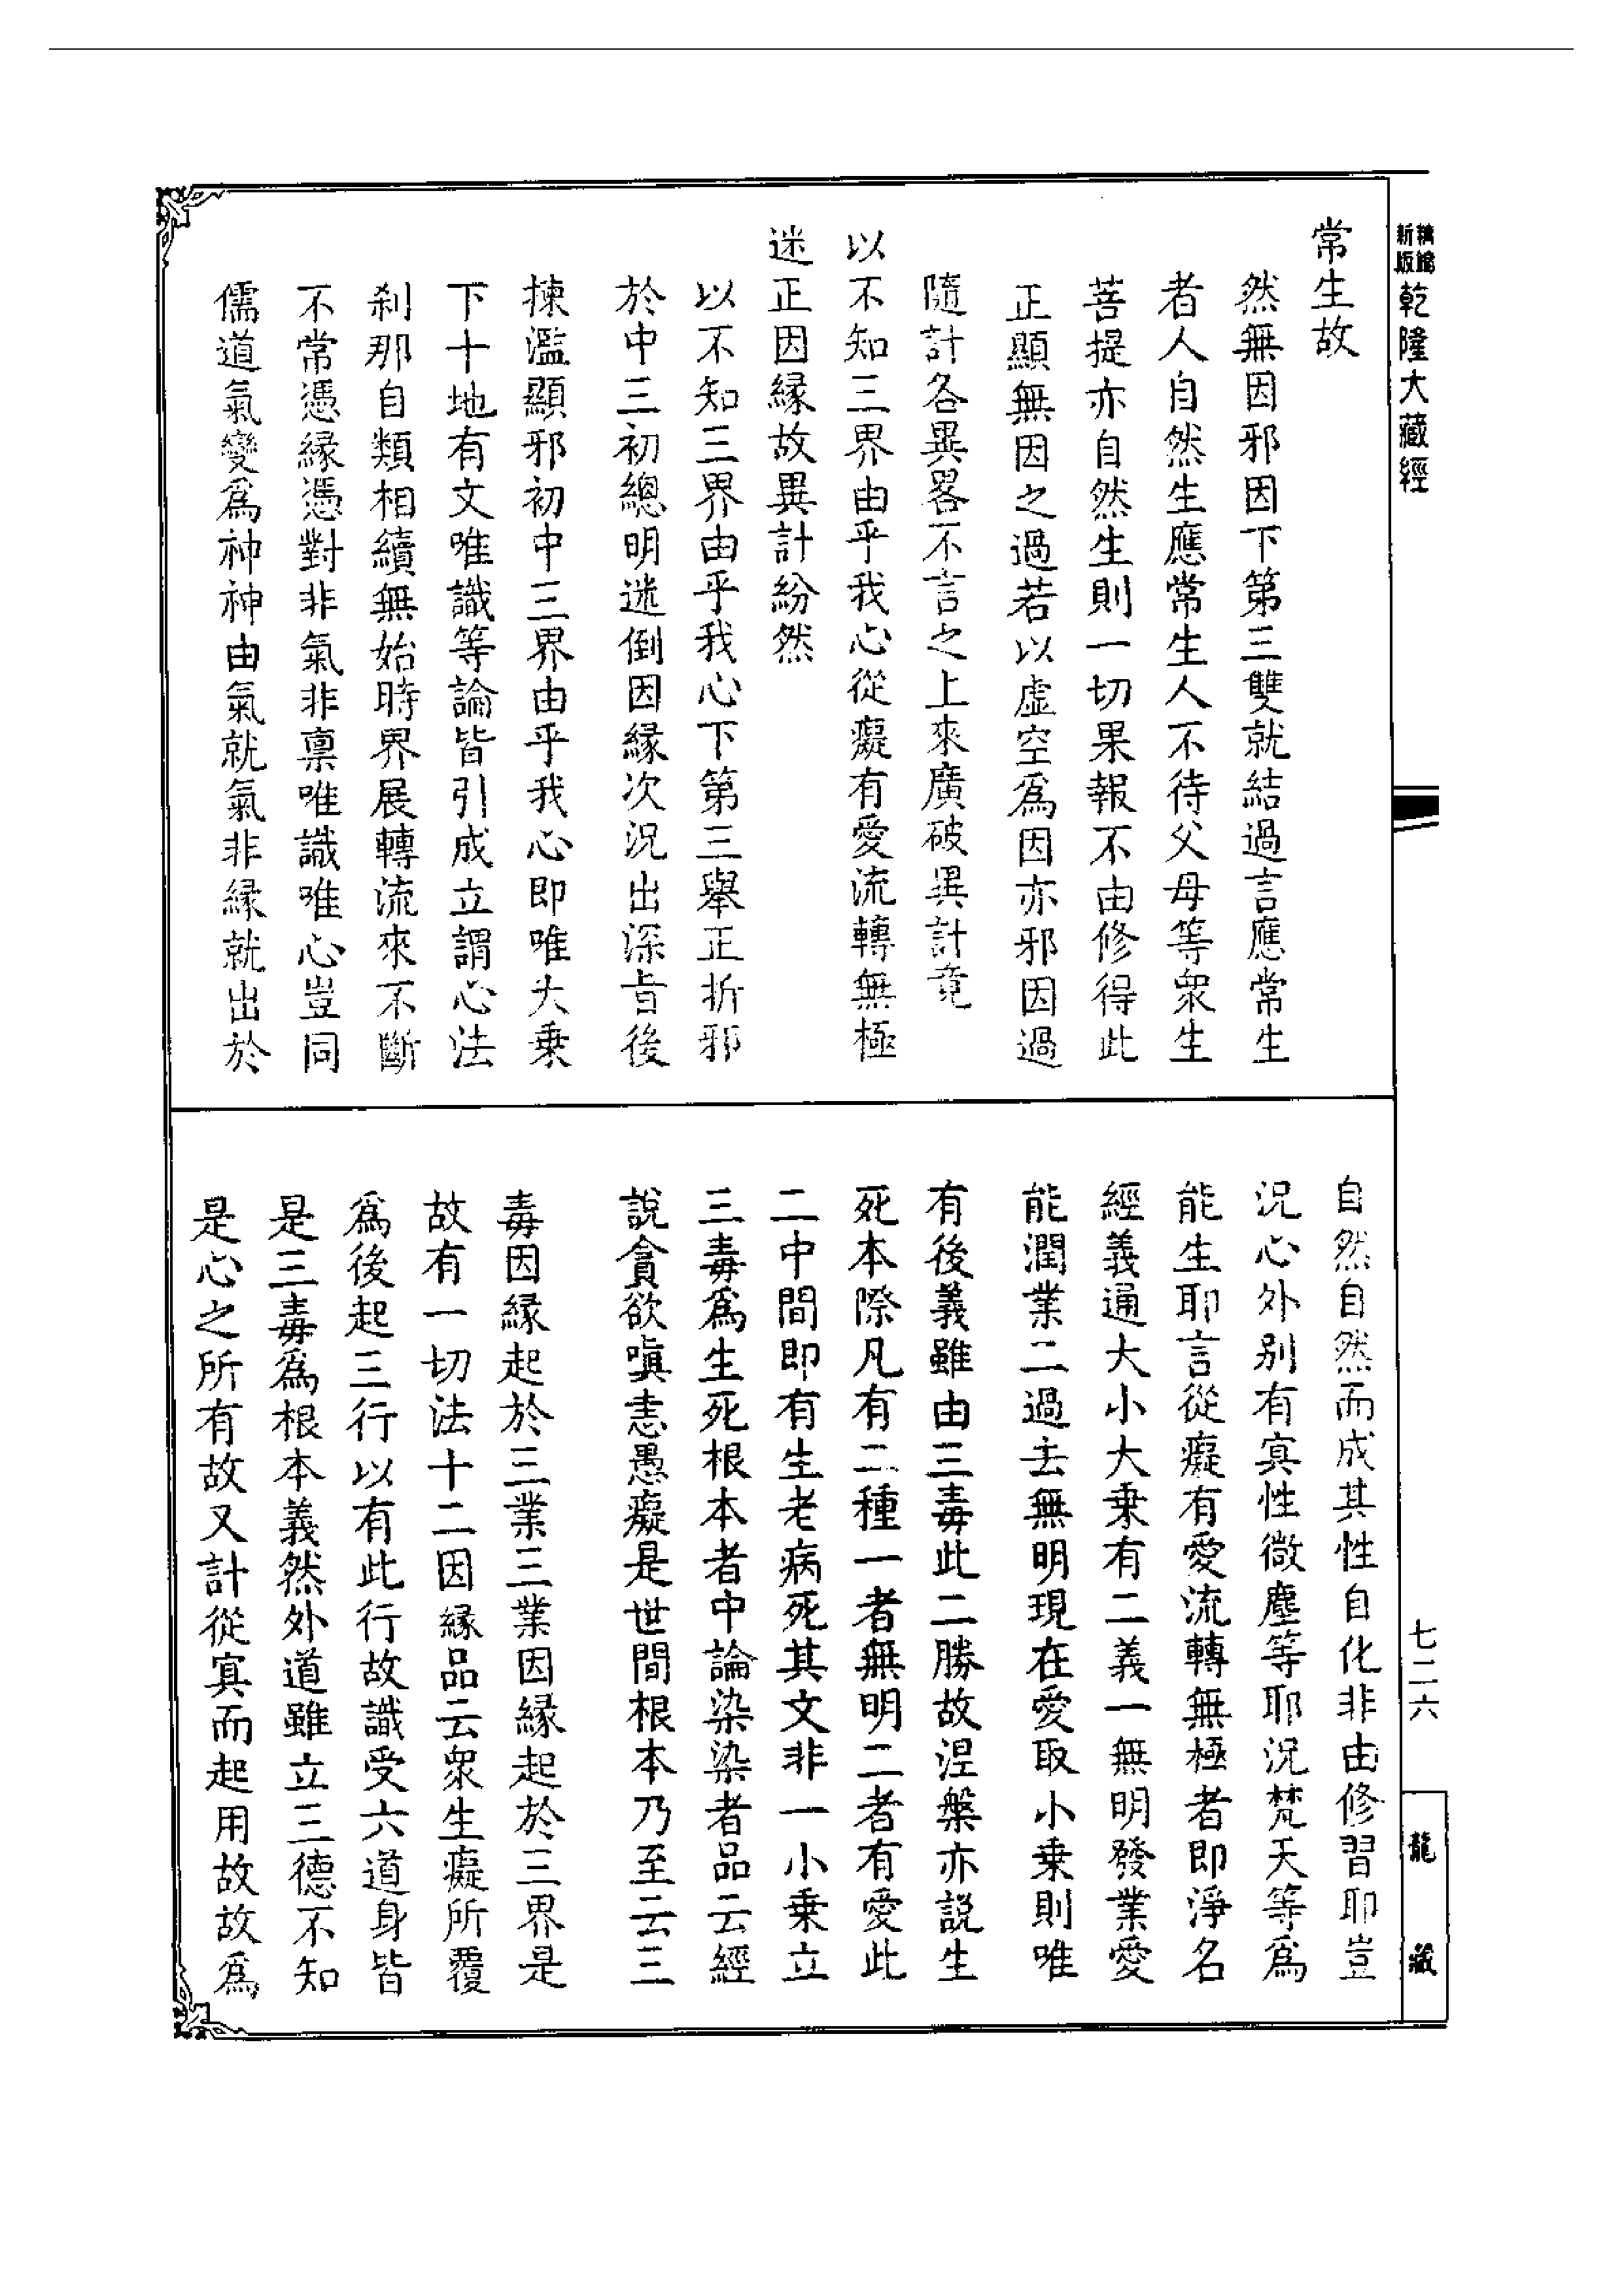 新版
精縮
乾隆大藏經
常生故
然無因邪因下第三雙就結過言應常生
者人自然生應常生人不待父母等衆生
菩提亦自然生則一切果報不由修得此
正顯無因之過若以虛空爲因亦邪因過
隨計各異畧不言之上來廣破異計竟
以不知三界由乎我心從癡有愛流轉無極
迷正因緣故異計紛然
以不知三界由乎我心下第三舉正折邪
於中三初總明迷倒因緣次況出深旨後
揀濫顯邪初中三界由乎我心即唯大乗
下十地有文唯識等論皆引成立謂心法
刹那自類相續無始時界展轉流來不斷
不常憑緣憑對非氣非禀唯識唯心豈同
儒道氣變爲神神由氣就氣非緣就出於
自然自然而成其性自化非由修習耶豈
況心外别有冥性微塵等耶況梵天等爲
能生耶言從癡有愛流轉無極者即淨名
經義通大小大乗有二義一無明發業愛
能潤業二過去無明現在愛取小乗則唯
有後義雖由三毒此二勝故涅槃亦説生
死本際凡有二種一者無明二者有愛此
二中間即有生老病死其文非一小乗立
三毒爲生死根本者中論染染者品云經
説貪欲嗔恚愚癡是世間根本乃至云三
毒因緣起於三業三業因緣起於三界是
故有一切法十二因緣品云衆生癡所覆
爲後起三行以有此行故識受六道身皆
是三毒爲根本義然外道雖立三德不知
是心之所有故又計從冥而起用故故爲
七二六
龍藏